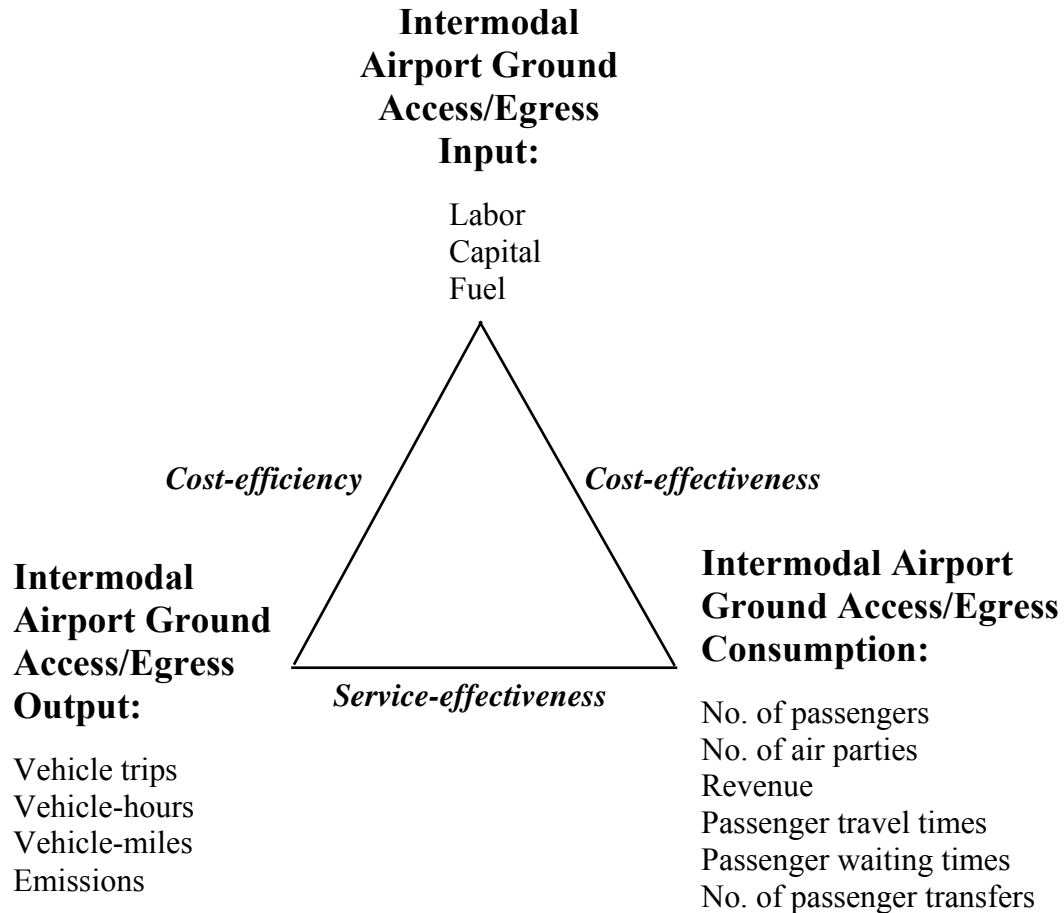 Intermodal
Airport Ground
Access/Egress
Input:
Labor
Capital
Fuel
Cost-efficiency
Cost-effectiveness
Intermodal
Airport Ground
Access/Egress
Output:
Vehicle trips
Vehicle-hours
Vehicle-miles
Emissions
Service-effectiveness
Intermodal Airport
Ground Access/Egress
Consumption:
No. of passengers
No. of air parties
Revenue
Passenger travel times
Passenger waiting times
No. of passenger transfers